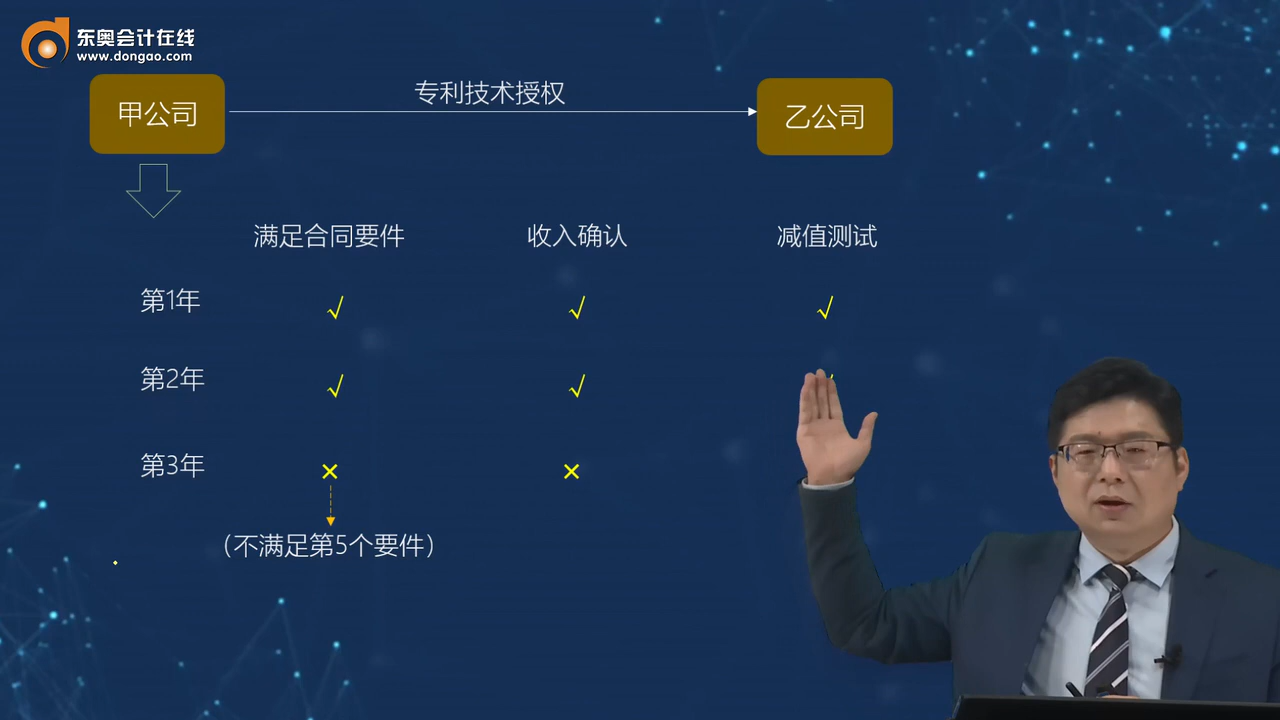 东奥会计在线
www.dongao.com
甲公司
专利技术授权
乙公司
满足合同要件 收入确认 减值测试
第1年 √ √ √
第2年 √ √
第3年 × ×
（不满足第5个要件）